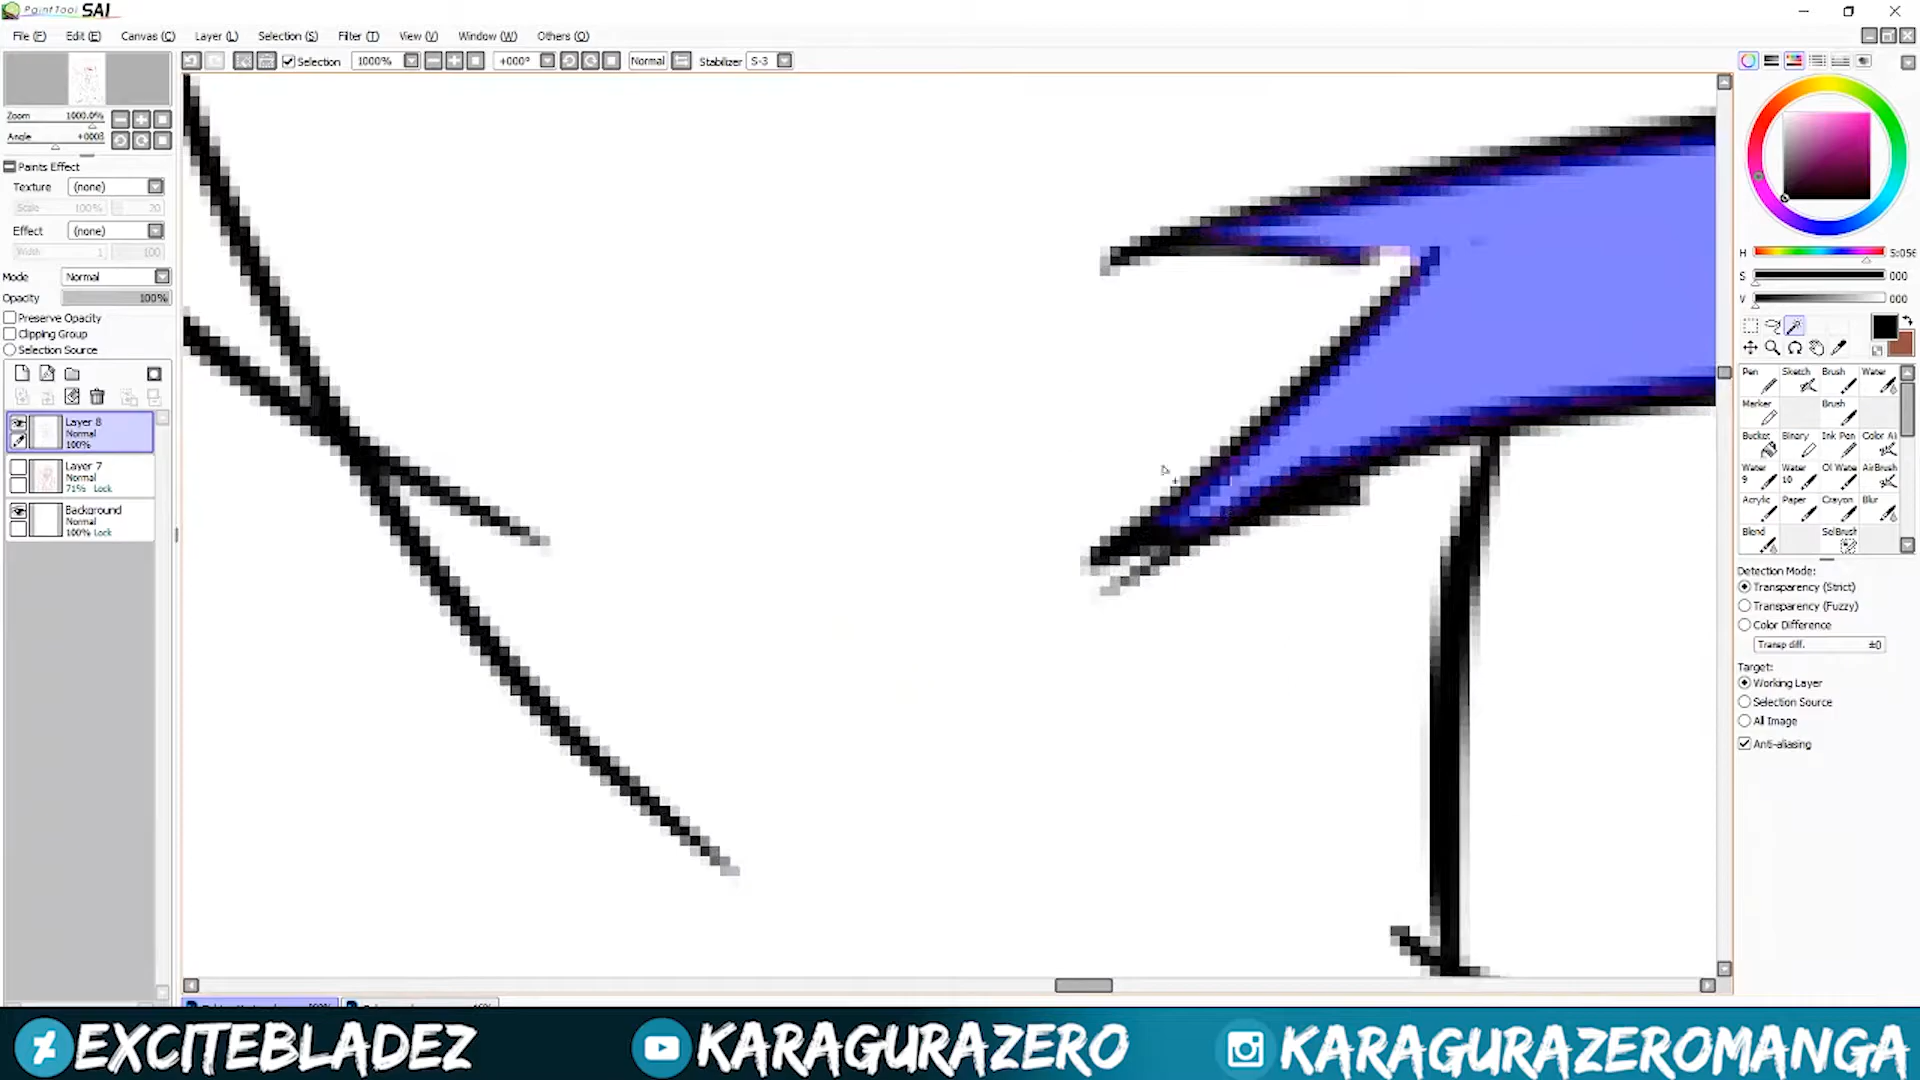 PaintTool SAI
File (F) Edit (E) Canvas (C) Layer (L) Selection (S) Filter (T) View (V) Window (W) Others (O)
Selection 1000% +000° Normal Stabilizer S-3
Zoom 1000.0%
Angle
Paints Effect
Texture (none)
Scale 100% 20
Effect (none)
Width 1 100
Mode Normal
Opacity 100%
Preserve Opacity
Clipping Group
Selection Source
Layer 8
Normal
100%
Layer 7
Normal
71% Lock
Background
Normal
100% Lock
H S:056
S 000
V 000
Pen Sketch Brush Water
Marker Brush
Bucket Binary Ink Pen Color Ai
Water 9 Water 10 Ol Wate AirBrush
Acrylic Paper Crayon Blur
Blend SelBrush
Detection Mode:
Transparency (Strict)
Transparency (Fuzzy)
Color Difference
Transp diff. ±0
Target:
Working Layer
Selection Source
All Image
Anti-aliasing
EXCITEBLADEZ KARAGURAZERO KARAGURAZEROMANGA